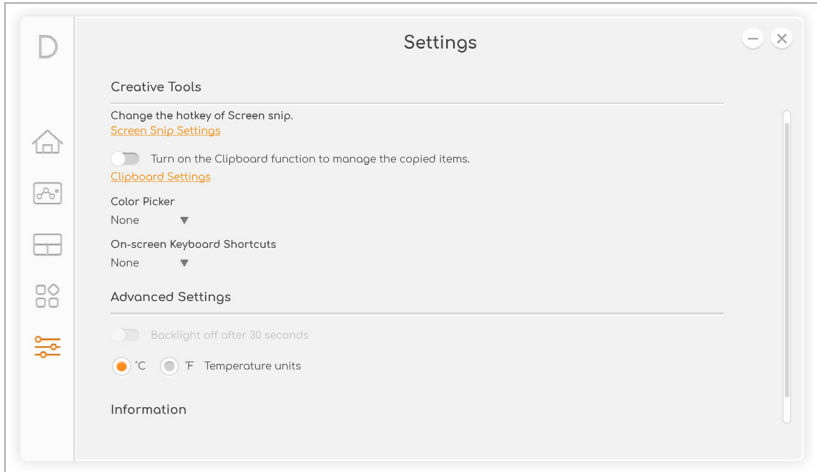 D
Settings
Creative Tools
Change the hotkey of Screen snip.
Screen Snip Settings
Turn on the Clipboard function to manage the copied items.
Clipboard Settings
Color Picker
None
On-screen Keyboard Shortcuts
None
Advanced Settings
Backlight off after 30 seconds
°C °F Temperature units
Information